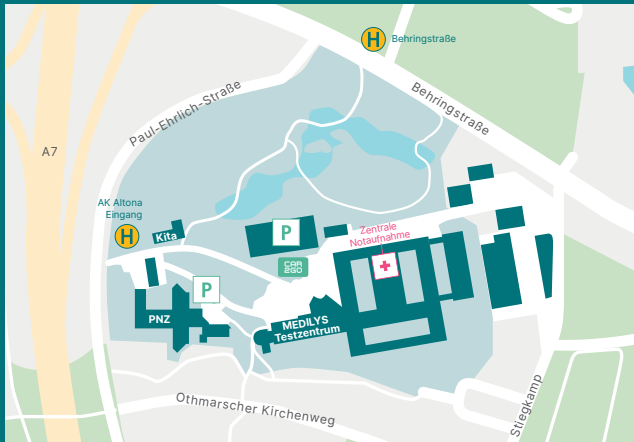 H
Behringstraße
Behringstraße
Paul-Ehrlich-Straße
A7
AK Altona
Eingang
H
Kita
P
Zentrale
Notaufnahme
CAR
2GO
P
PNZ
MEDILYS
Testzentrum
Othmarscher Kirchenweg
Stiegkamp